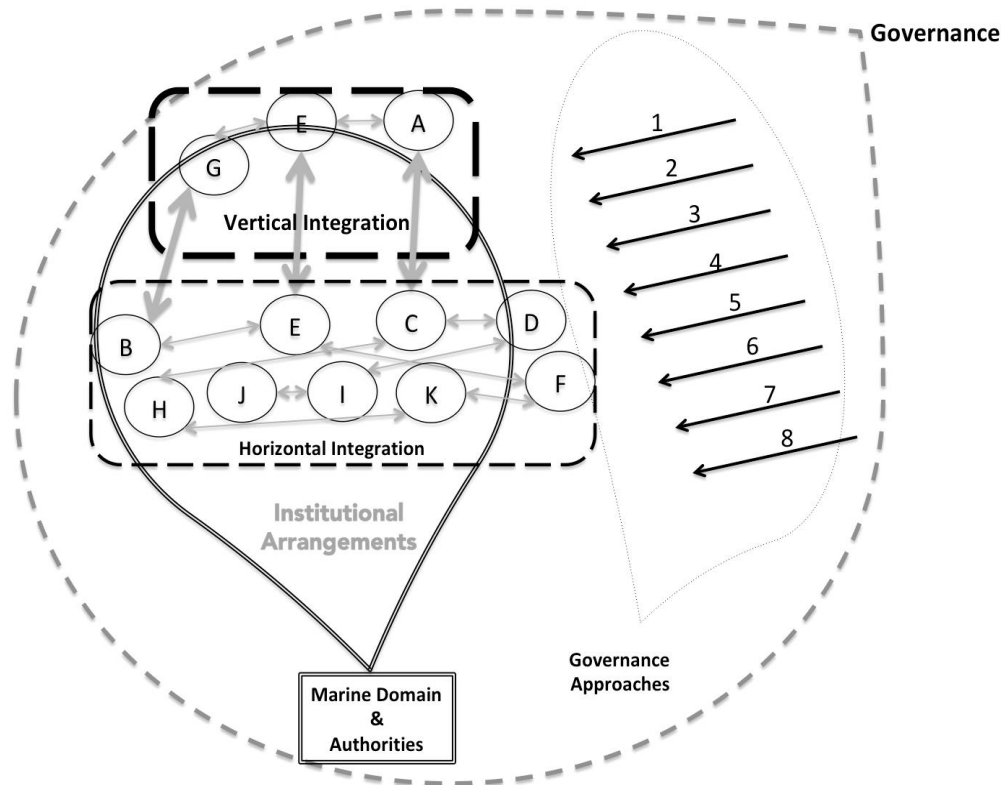 Governance
G
E
A
Vertical Integration
B
E
C
D
H
J
I
K
F
Horizontal Integration
Institutional
Arrangements
Marine Domain
&
Authorities
1
2
3
4
5
6
7
8
Governance
Approaches